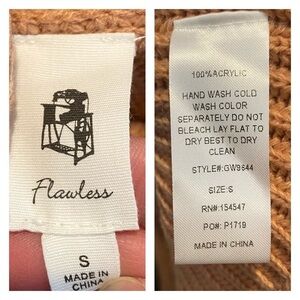 Flawless
S
MADE IN
CHINA
100%ACRYLIC
HAND WASH COLD
WASH COLOR
SEPARATELY DO NOT
BLEACH LAY FLAT TO
DRY BEST TO DRY
CLEAN
STYLE#:GW9644
SIZE:S
RN#:154547
PO#: P1719
MADE IN CHINA